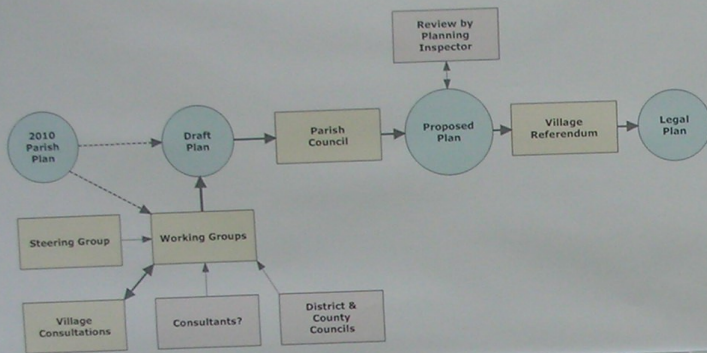 Review by
Planning
Inspector
2010
Parish
Plan
Draft
Plan
Parish
Council
Proposed
Plan
Village
Referendum
Legal
Plan
Steering Group
Working Groups
Village
Consultations
Consultants?
District &
County
Councils